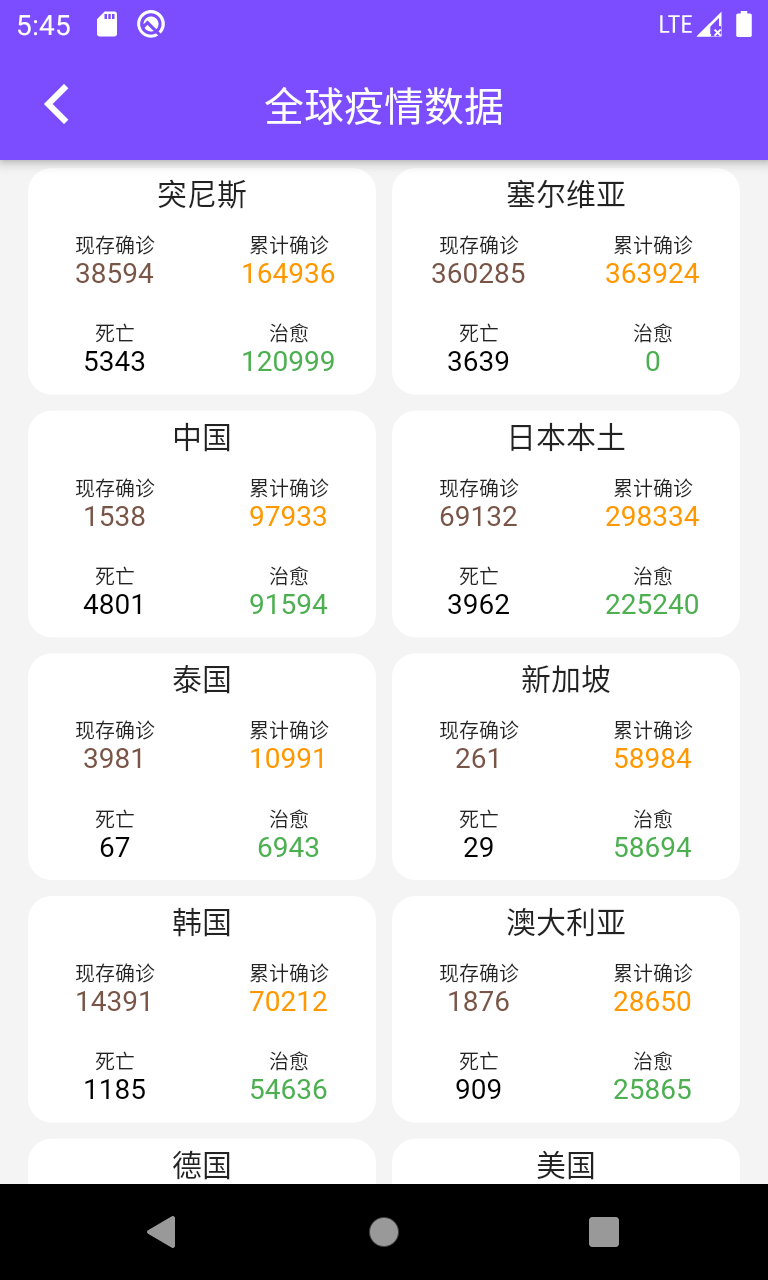 5:45 LTE
全球疫情数据
突尼斯
现存确诊 累计确诊
38594 164936
死亡 治愈
5343 120999
塞尔维亚
现存确诊 累计确诊
360285 363924
死亡 治愈
3639 0
中国
现存确诊 累计确诊
1538 97933
死亡 治愈
4801 91594
日本本土
现存确诊 累计确诊
69132 298334
死亡 治愈
3962 225240
泰国
现存确诊 累计确诊
3981 10991
死亡 治愈
67 6943
新加坡
现存确诊 累计确诊
261 58984
死亡 治愈
29 58694
韩国
现存确诊 累计确诊
14391 70212
死亡 治愈
1185 54636
澳大利亚
现存确诊 累计确诊
1876 28650
死亡 治愈
909 25865
德国
美国